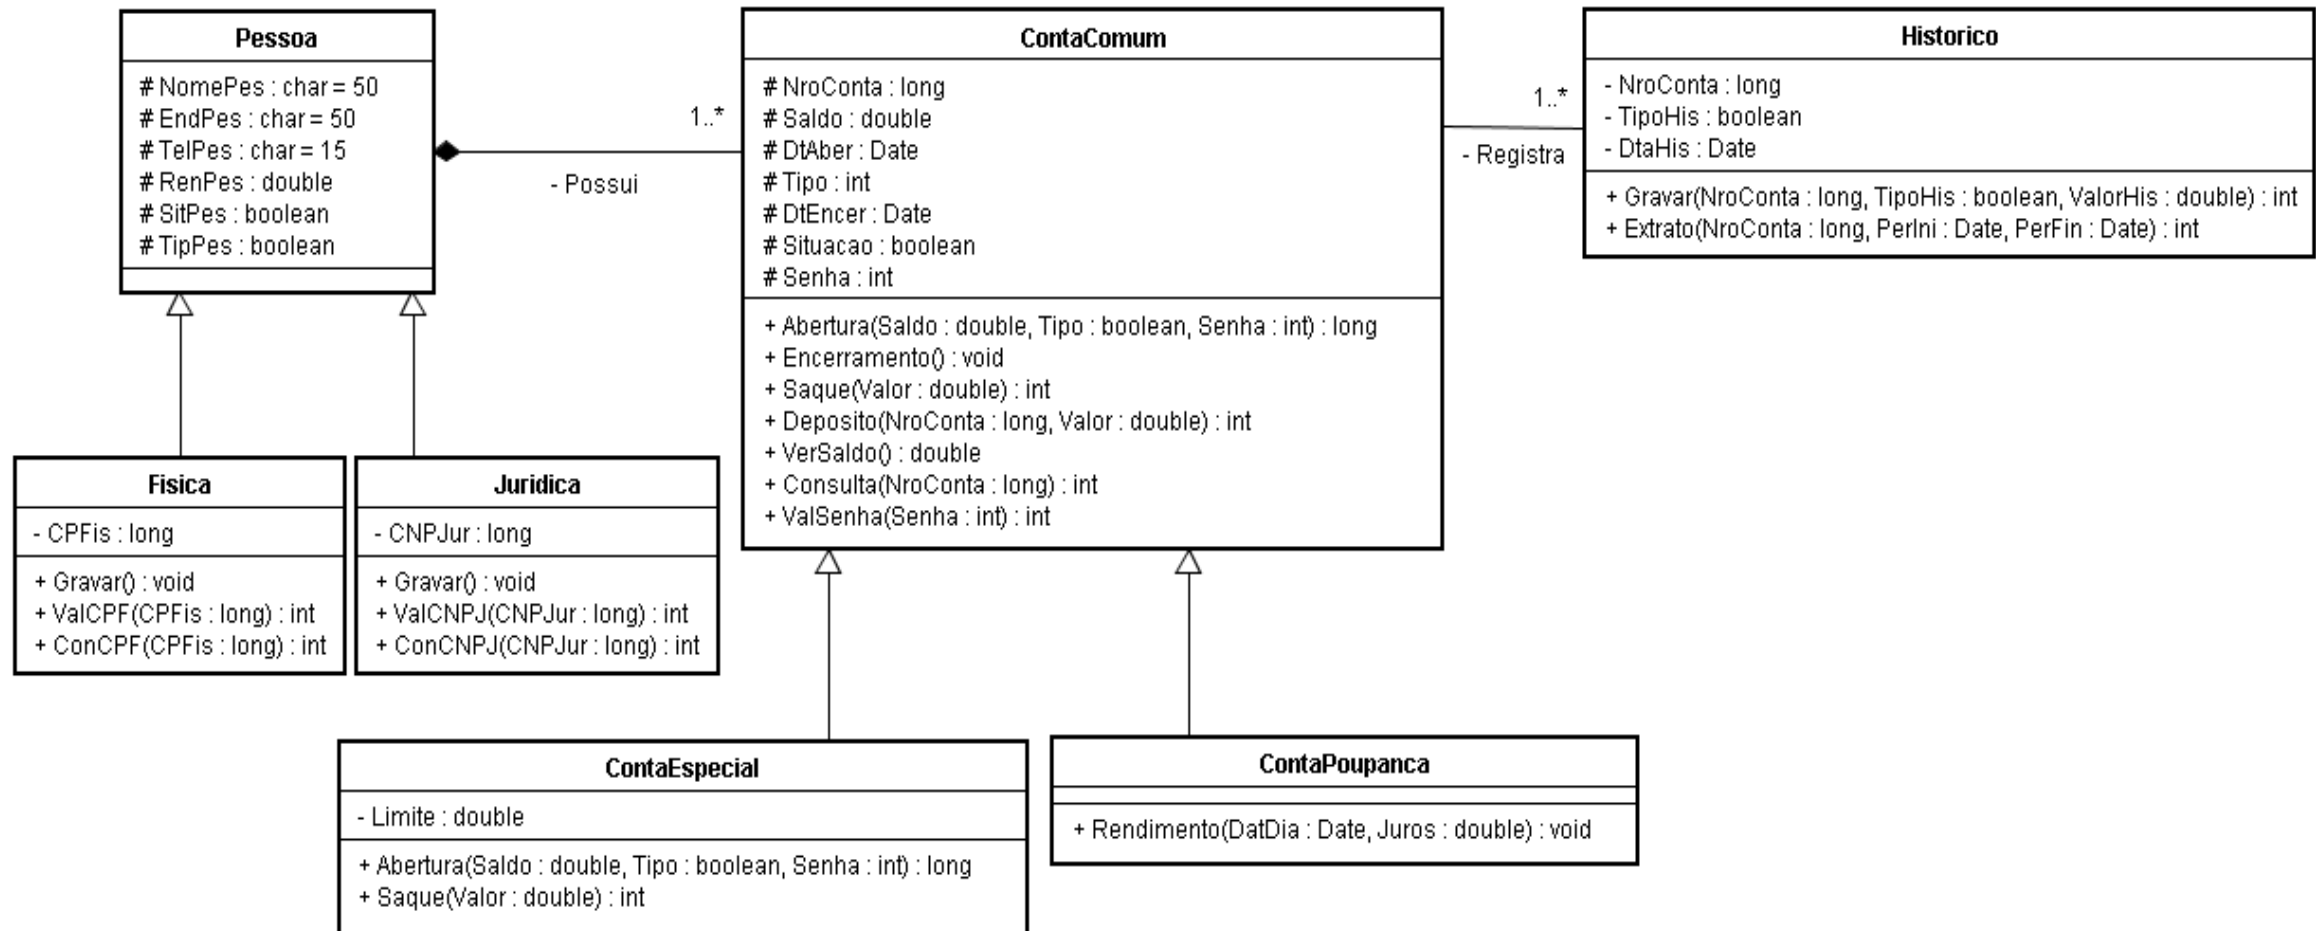 Pessoa
# NomePes : char = 50
# EndPes : char = 50
# TelPes : char = 15
# RenPes : double
# SitPes : boolean
# TipPes : boolean
1..*
- Possui
ContaComum
# NroConta : long
# Saldo : double
# DtAber : Date
# Tipo : int
# DtEncer : Date
# Situacao : boolean
# Senha : int
+ Abertura(Saldo : double, Tipo : boolean, Senha : int) : long
+ Encerramento() : void
+ Saque(Valor : double) : int
+ Deposito(NroConta : long, Valor : double) : int
+ VerSaldo() : double
+ Consulta(NroConta : long) : int
+ ValSenha(Senha : int) : int
1..*
- Registra
Historico
- NroConta : long
- TipoHis : boolean
- DtaHis : Date
+ Gravar(NroConta : long, TipoHis : boolean, ValorHis : double) : int
+ Extrato(NroConta : long, PerIni : Date, PerFin : Date) : int
Fisica
- CPFis : long
+ Gravar() : void
+ ValCPF(CPFis : long) : int
+ ConCPF(CPFis : long) : int
Juridica
- CNPJur : long
+ Gravar() : void
+ ValCNPJ(CNPJur : long) : int
+ ConCNPJ(CNPJur : long) : int
ContaEspecial
- Limite : double
+ Abertura(Saldo : double, Tipo : boolean, Senha : int) : long
+ Saque(Valor : double) : int
ContaPoupanca
+ Rendimento(DatDia : Date, Juros : double) : void